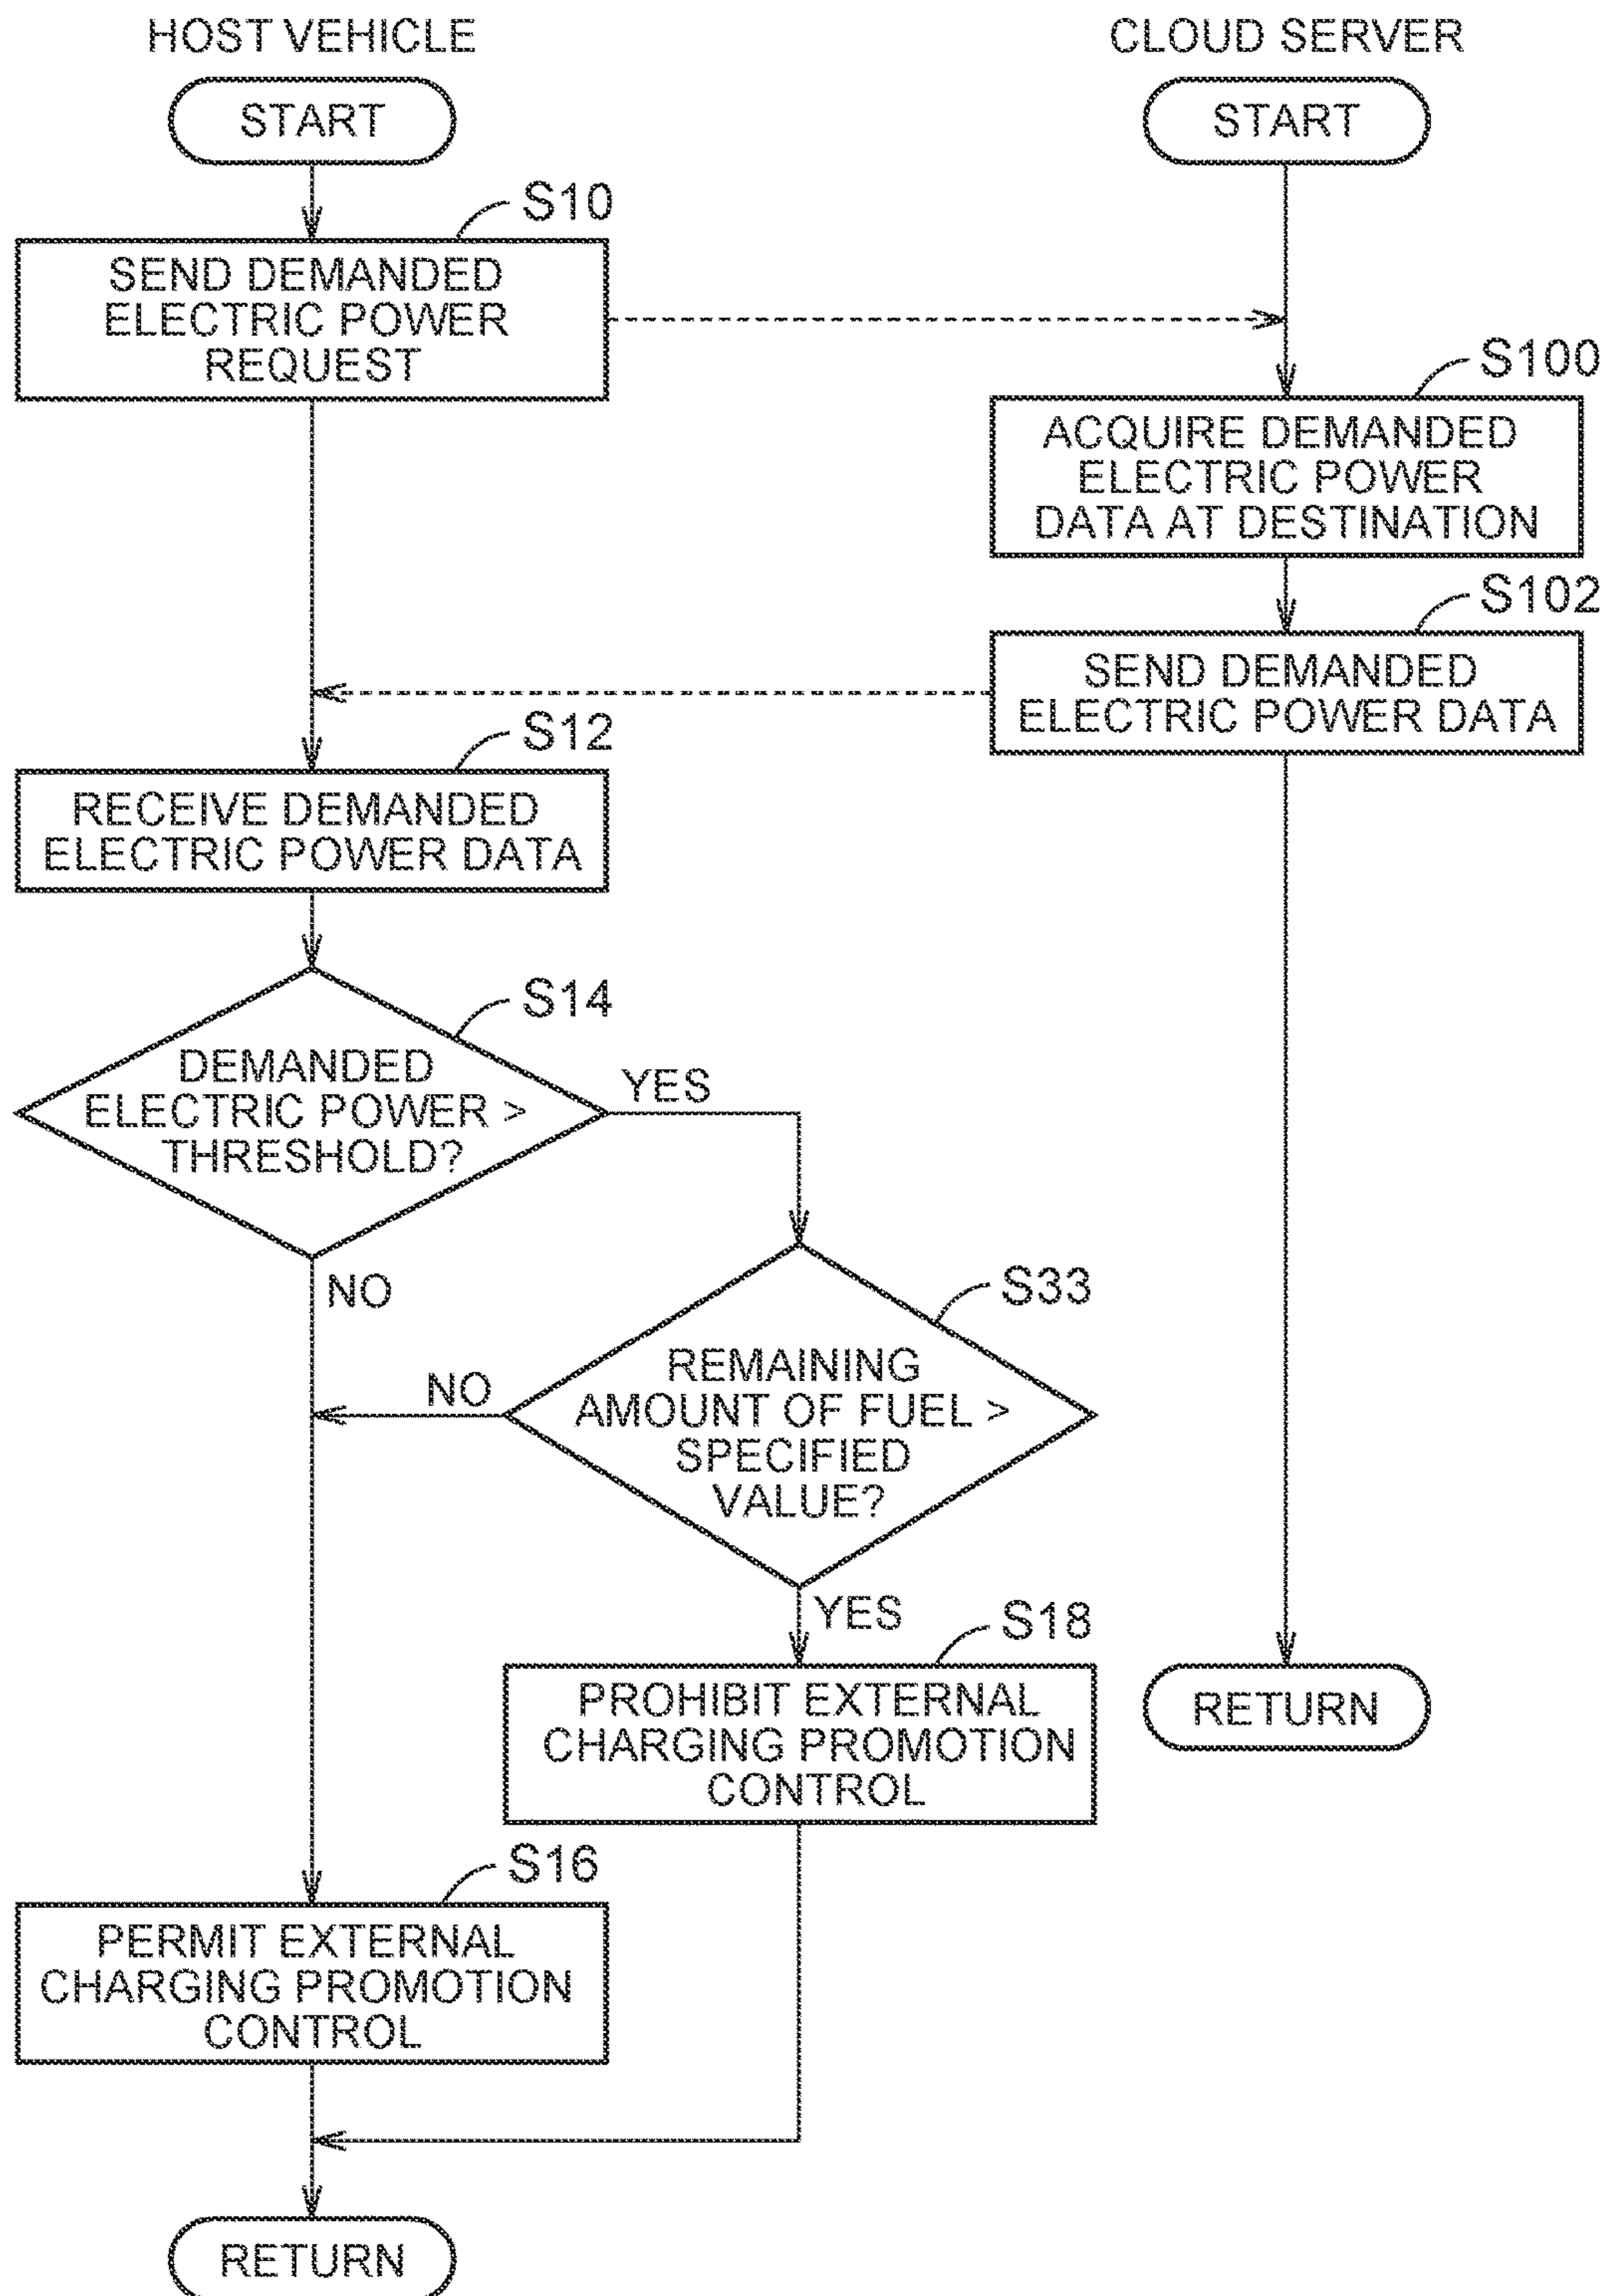 HOST VEHICLE
CLOUD SERVER
START
START
S10
SEND DEMANDED
ELECTRIC POWER
REQUEST
S100
ACQUIRE DEMANDED
ELECTRIC POWER
DATA AT DESTINATION
S102
SEND DEMANDED
ELECTRIC POWER DATA
S12
RECEIVE DEMANDED
ELECTRIC POWER DATA
S14
DEMANDED
ELECTRIC POWER >
THRESHOLD?
YES
NO
S33
REMAINING
AMOUNT OF FUEL >
SPECIFIED
VALUE?
NO
YES
S18
PROHIBIT EXTERNAL
CHARGING PROMOTION
CONTROL
RETURN
S16
PERMIT EXTERNAL
CHARGING PROMOTION
CONTROL
RETURN